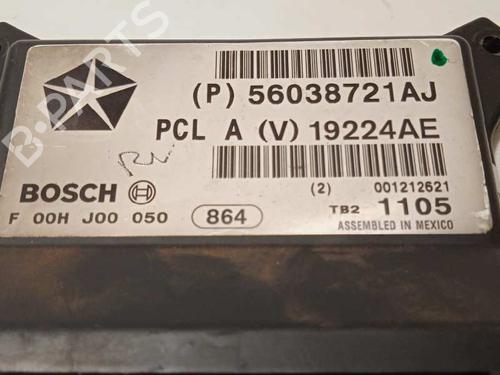 B-PARTS
(P) 56038721AJ
PCL A (V) 19224AE
(2) 001212621
BOSCH
F 00H J00 050 864
TB2 1105
ASSEMBLED IN MEXICO